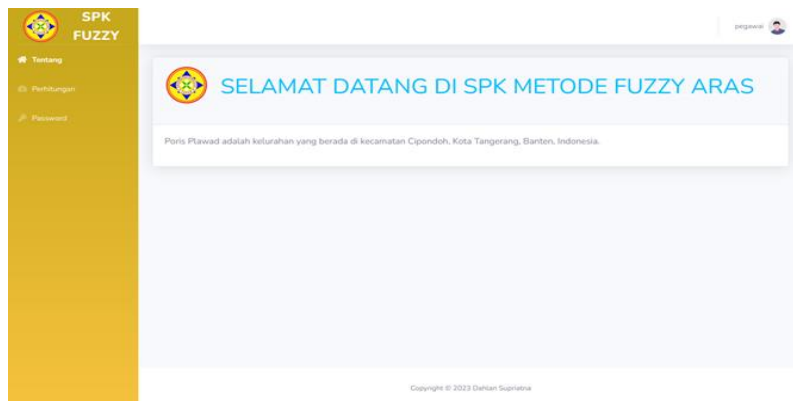 SPK
FUZZY
pegawai
Tentang
Perhitungan
Password
SELAMAT DATANG DI SPK METODE FUZZY ARAS
Poris Plawad adalah kelurahan yang berada di kecamatan Cipondoh, Kota Tangerang, Banten, Indonesia.
Copyright © 2023 Dahlan Supriatna